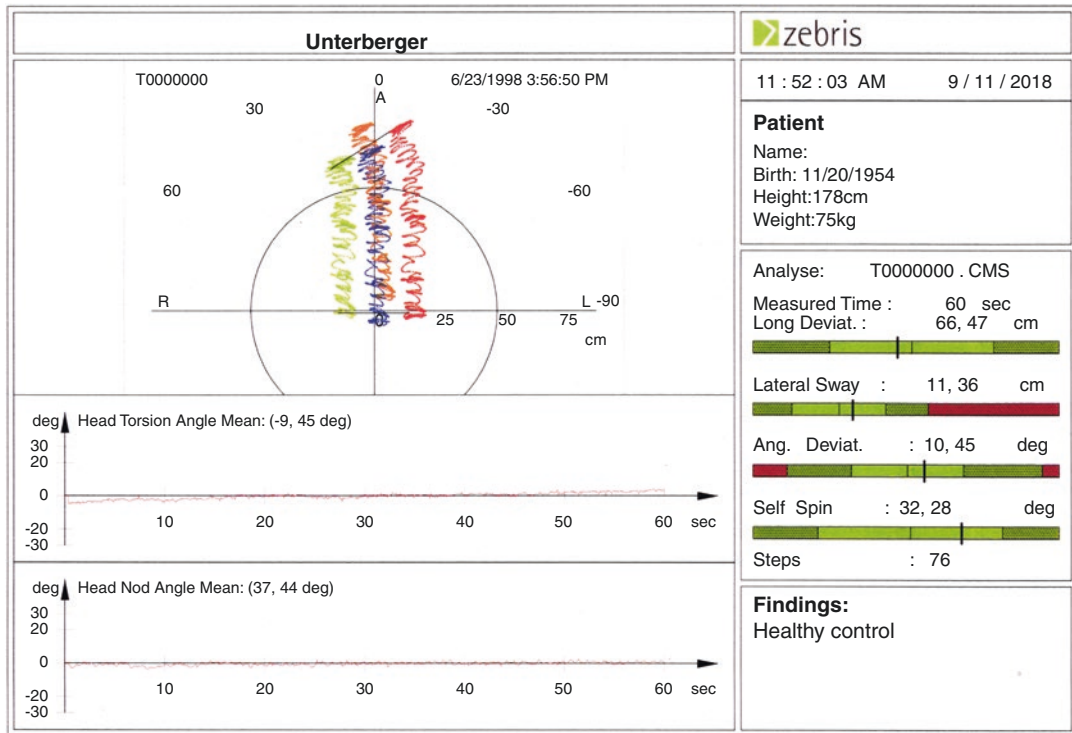 Unterberger
T0000000 0 6/23/1998 3:56:50 PM
A
30 -30
60 -60
R L -90
25 50 75
cm
deg Head Torsion Angle Mean: (-9, 45 deg)
30
20
0
-20
-30
10 20 30 40 50 60 sec
deg Head Nod Angle Mean: (37, 44 deg)
30
20
0
-20
-30
10 20 30 40 50 60 sec
zebris
11 : 52 : 03 AM 9 / 11 / 2018
Patient
Name:
Birth: 11/20/1954
Height:178cm
Weight:75kg
Analyse: T0000000 . CMS
Measured Time : 60 sec
Long Deviat. : 66, 47 cm
Lateral Sway : 11, 36 cm
Ang. Deviat. : 10, 45 deg
Self Spin : 32, 28 deg
Steps : 76
Findings:
Healthy control